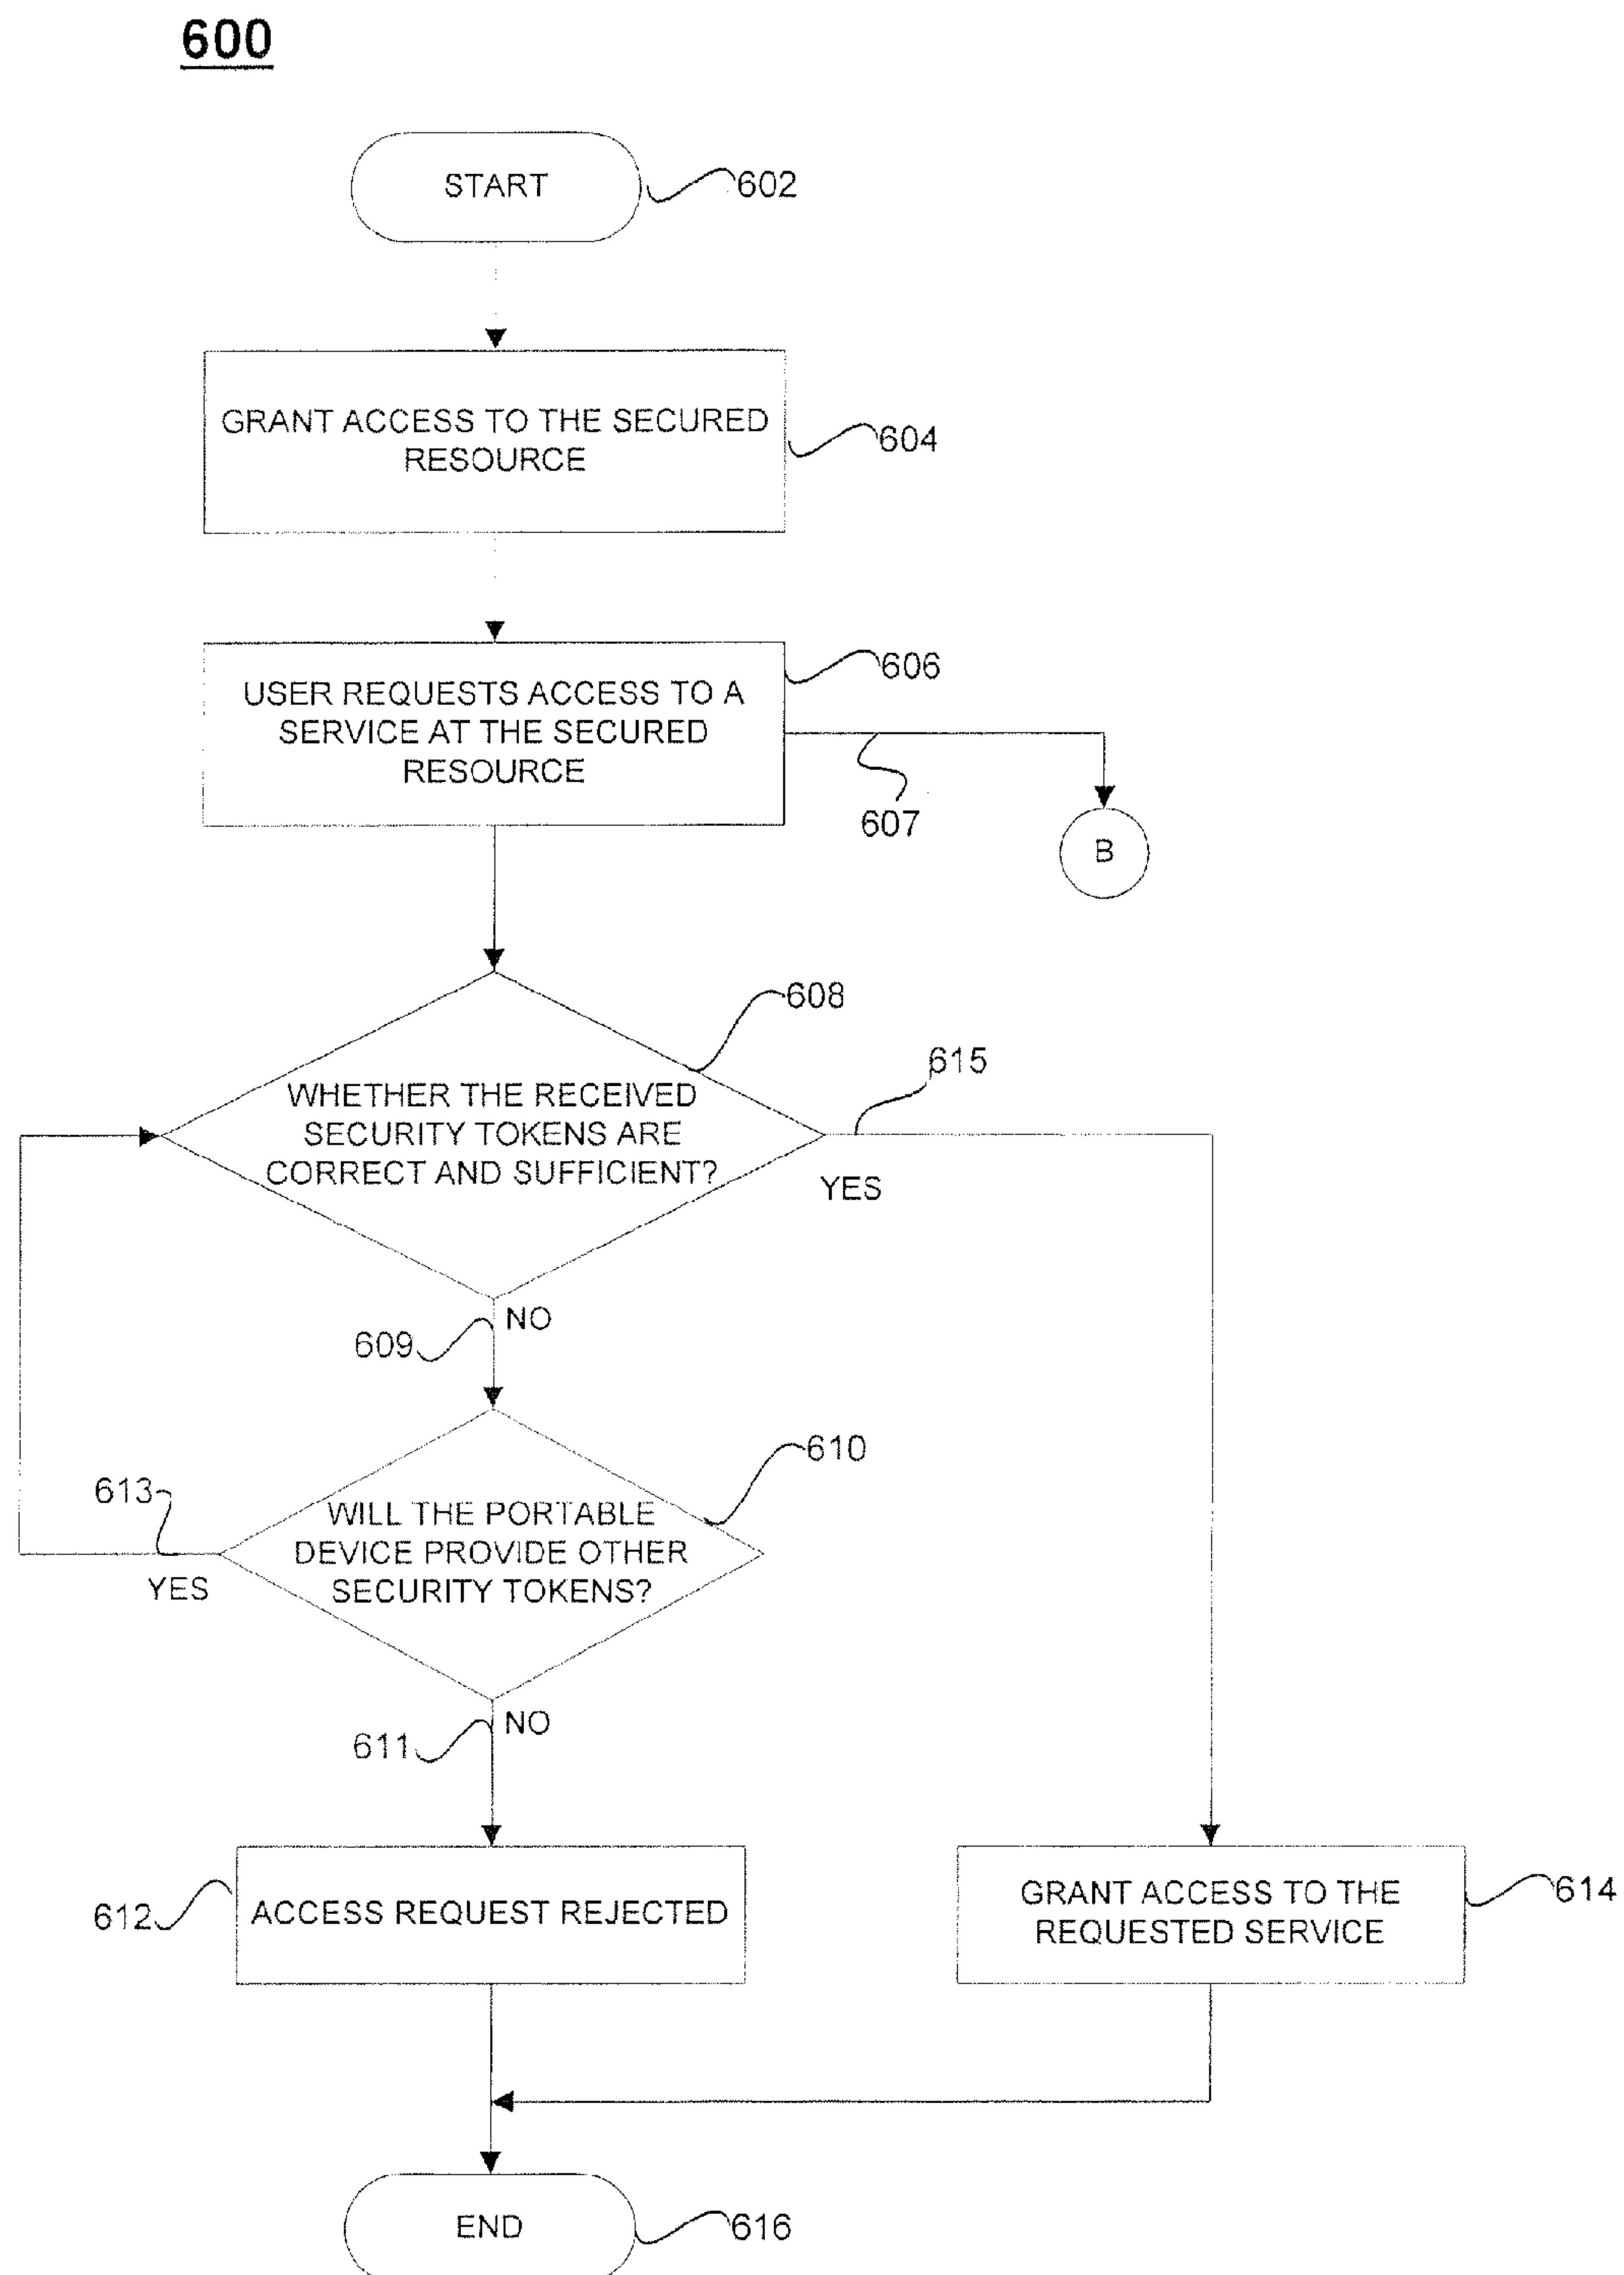 600
START
602
GRANT ACCESS TO THE SECURED
RESOURCE
604
606
USER REQUESTS ACCESS TO A
SERVICE AT THE SECURED
RESOURCE
607
B
608
615
WHETHER THE RECEIVED
SECURITY TOKENS ARE
CORRECT AND SUFFICIENT?
YES
NO
609
610
613
WILL THE PORTABLE
DEVICE PROVIDE OTHER
SECURITY TOKENS?
YES
NO
611
612
ACCESS REQUEST REJECTED
GRANT ACCESS TO THE
REQUESTED SERVICE
614
END
616